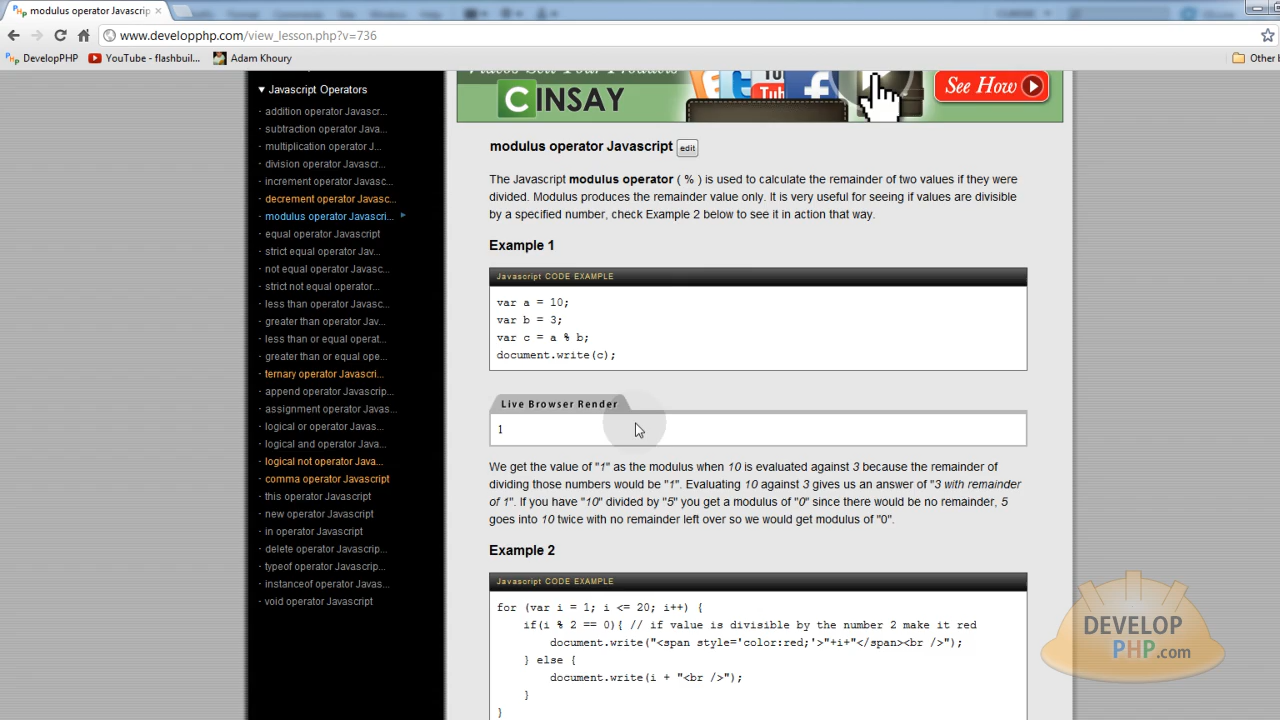 modulus operator Javascrip
www.developphp.com/view_lesson.php?v=736
DevelopPHP
YouTube - flashbuil...
Adam Khoury
Other b
CINSAY
See How
▼ Javascript Operators
- addition operator Javascr...
- subtraction operator Java...
- multiplication operator J...
- division operator Javascr...
- increment operator Javasc...
- decrement operator Javasc...
- modulus operator Javascri...
- equal operator Javascript
- strict equal operator Jav...
- not equal operator Javasc...
- strict not equal operator...
- less than operator Javasc...
- greater than operator Jav...
- less than or equal operat...
- greater than or equal ope...
- ternary operator Javascri...
- append operator Javascrip...
- assignment operator Javas...
- logical or operator Javas...
- logical and operator Java...
- logical not operator Java...
- comma operator Javascript
- this operator Javascript
- new operator Javascript
- in operator Javascript
- delete operator Javascrip...
- typeof operator Javascrip...
- instanceof operator Javas...
- void operator Javascript
modulus operator Javascript edit
The Javascript modulus operator ( % ) is used to calculate the remainder of two values if they were
divided. Modulus produces the remainder value only. It is very useful for seeing if values are divisible
by a specified number, check Example 2 below to see it in action that way.
Example 1
Javascript CODE EXAMPLE
var a = 10;
var b = 3;
var c = a % b;
document.write(c);
Live Browser Render
1
We get the value of "1" as the modulus when 10 is evaluated against 3 because the remainder of
dividing those numbers would be "1". Evaluating 10 against 3 gives us an answer of "3 with remainder
of 1". If you have "10" divided by "5" you get a modulus of "0" since there would be no remainder, 5
goes into 10 twice with no remainder left over so we would get modulus of "0".
Example 2
Javascript CODE EXAMPLE
for (var i = 1; i <= 20; i++) {
if(i % 2 == 0){ // if value is divisible by the number 2 make it red
document.write("<span style='color:red;'>"+i+"</span><br />");
} else {
document.write(i + "<br />");
}
}
DEVELOP
PHP.com